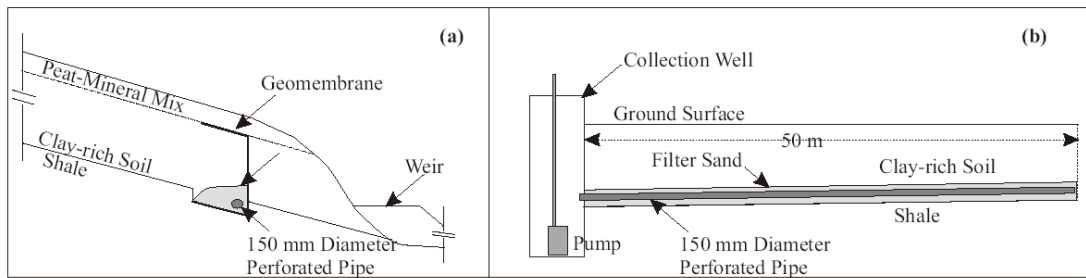 (a)
Peat-Mineral Mix
Geomembrane
Clay-rich Soil
Shale
Weir
150 mm Diameter
Perforated Pipe
(b)
Collection Well
Ground Surface
50 m
Filter Sand
Clay-rich Soil
Shale
Pump
150 mm Diameter
Perforated Pipe